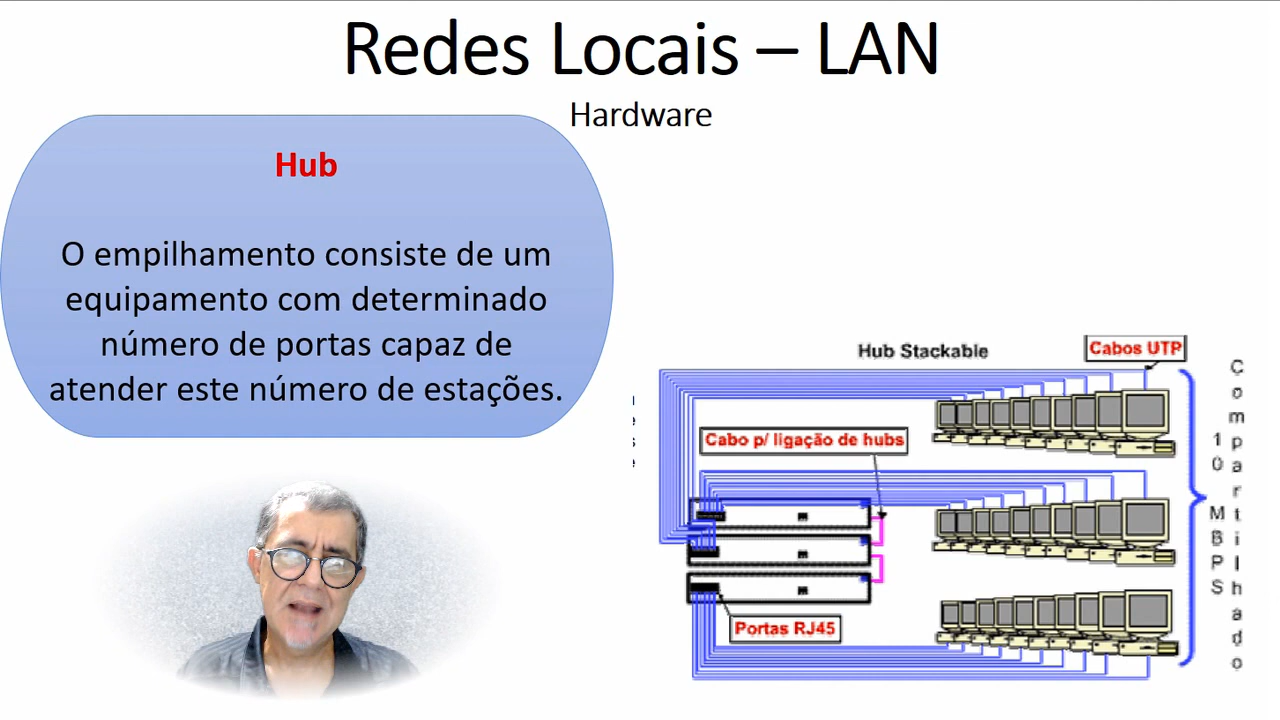 Redes Locais – LAN
Hardware
Hub
O empilhamento consiste de um
equipamento com determinado
número de portas capaz de
atender este número de estações.
Hub Stackable
Cabos UTP
Cabo p/ ligação de hubs
Portas RJ45
10 MBPS
Compartilhado